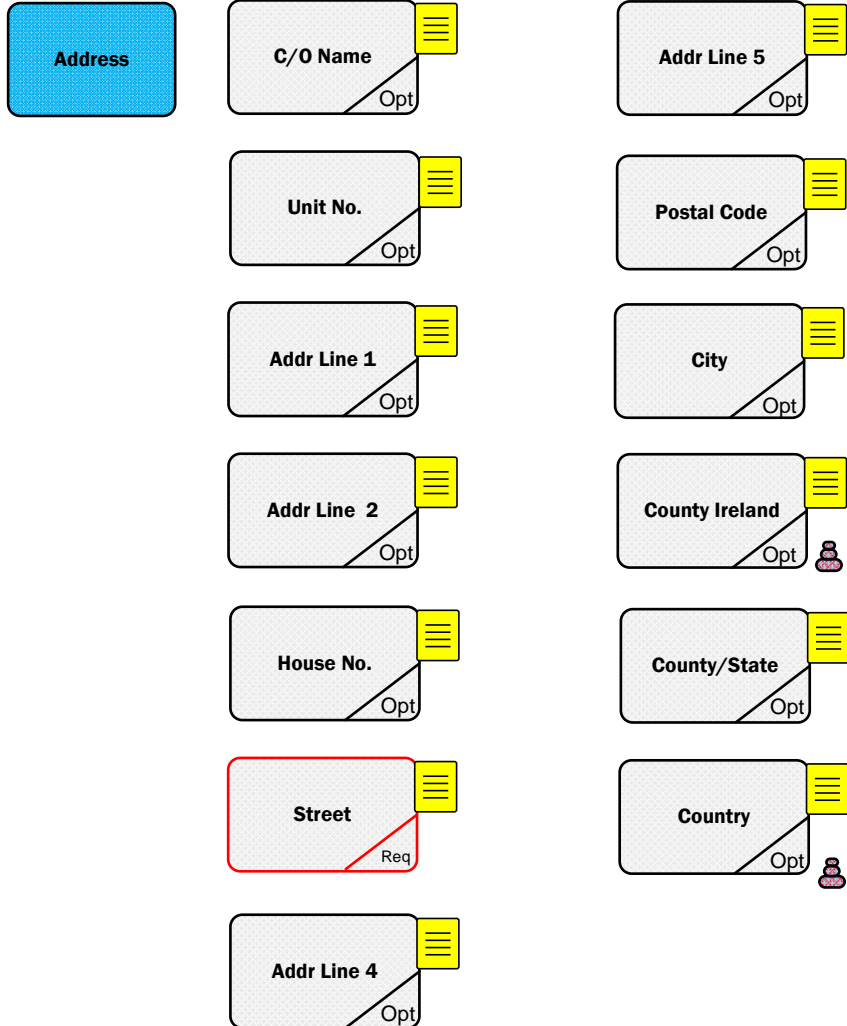 Address
C/O Name
Opt
Unit No.
Opt
Addr Line 1
Opt
Addr Line  2
Opt
House No.
Opt
Street
Req
Addr Line 4
Opt
Addr Line 5
Opt
Postal Code
Opt
City
Opt
County Ireland
Opt
County/State
Opt
Country
Opt